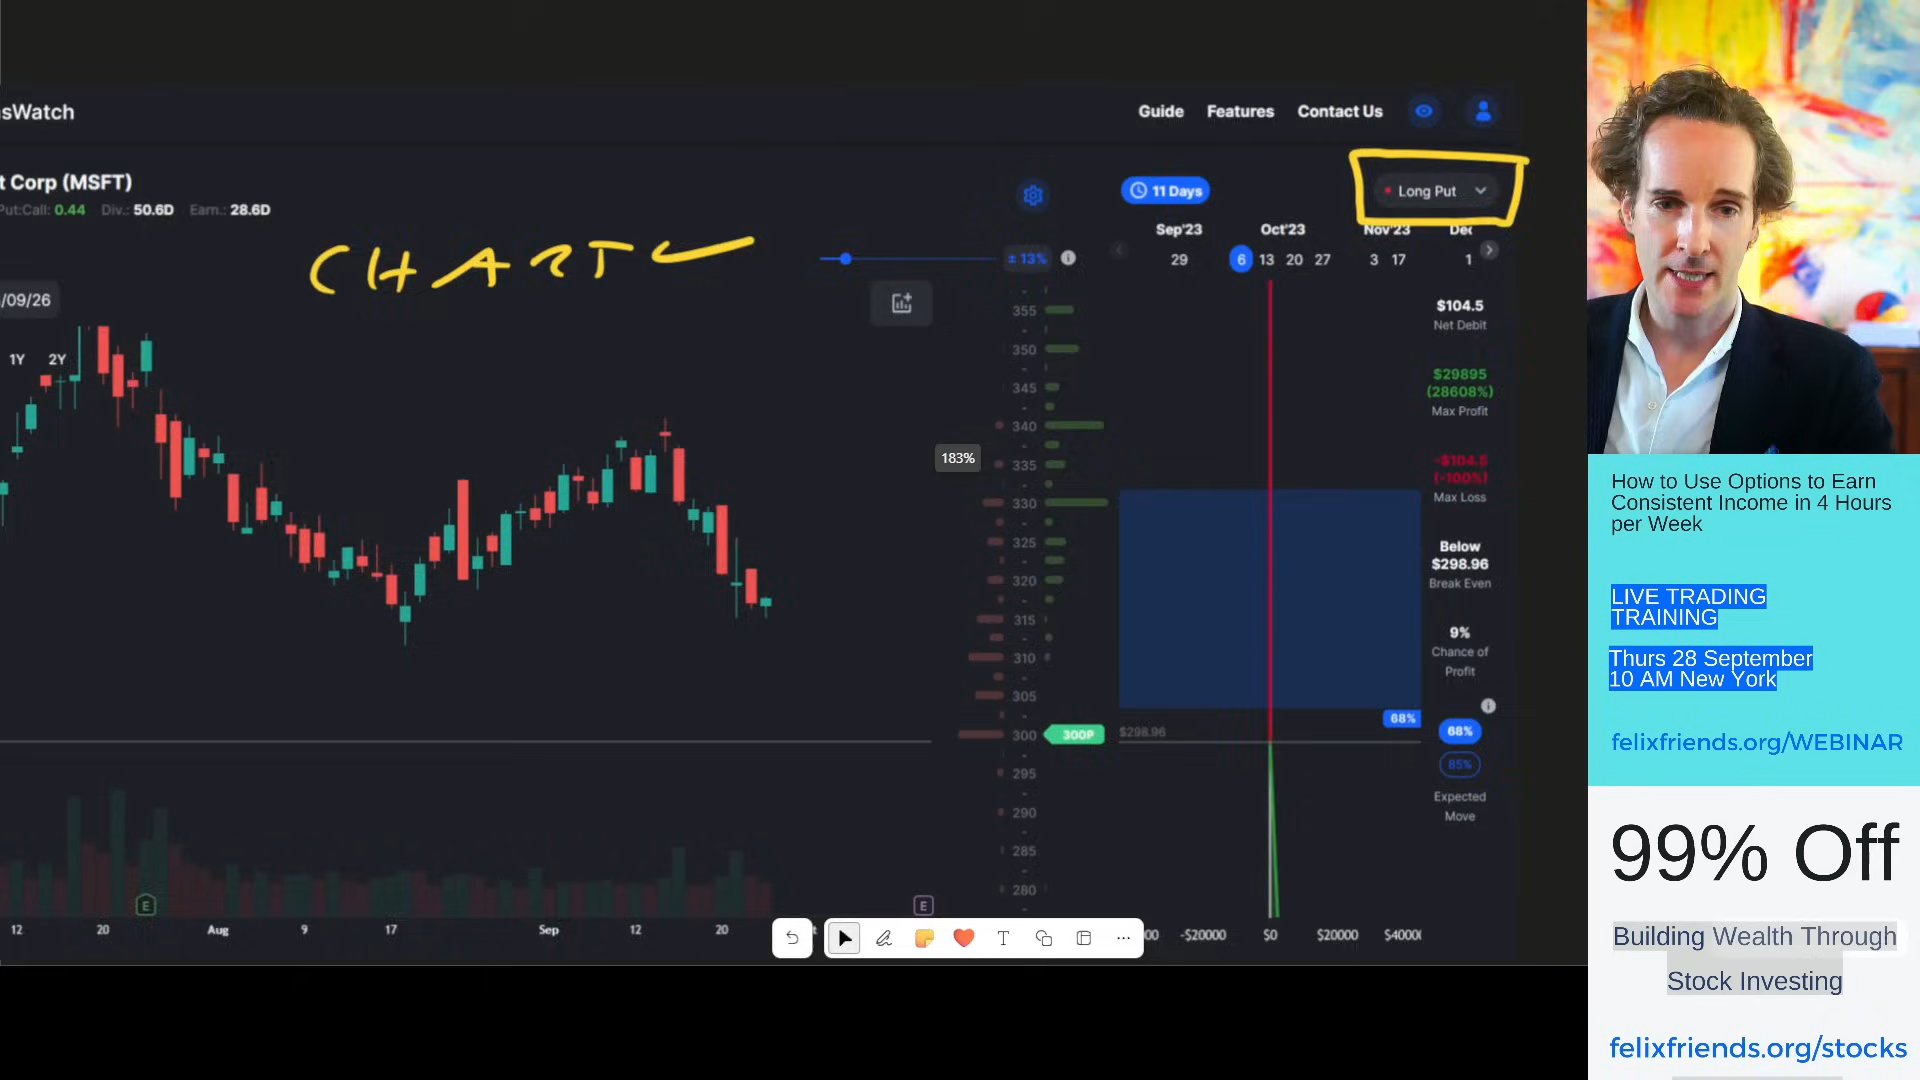 sWatch
Guide Features Contact Us
t Corp (MSFT)
Put:Call: 0.44 Div.: 50.6D Earn.: 28.6D
CHART
11 Days
Long Put
Sep'23 Oct'23 Nov'23 Dec
29 6 13 20 27 3 17 1
± 13%
/09/26
1Y 2Y
355
350
345
340
335
330
325
320
315
310
305
300
295
290
285
280
183%
300P
$298.96
68%
$104.5
Net Debit
$29895
(28608%)
Max Profit
-$104.5
(-100%)
Max Loss
Below
$298.96
Break Even
9%
Chance of
Profit
68%
85%
Expected
Move
E
E
12 20 Aug 9 17 Sep 12 20
T
00 -$20000 $0 $20000 $4000
How to Use Options to Earn
Consistent Income in 4 Hours
per Week
LIVE TRADING
TRAINING
Thurs 28 September
10 AM New York
felixfriends.org/WEBINAR
99% Off
Building Wealth Through
Stock Investing
felixfriends.org/stocks